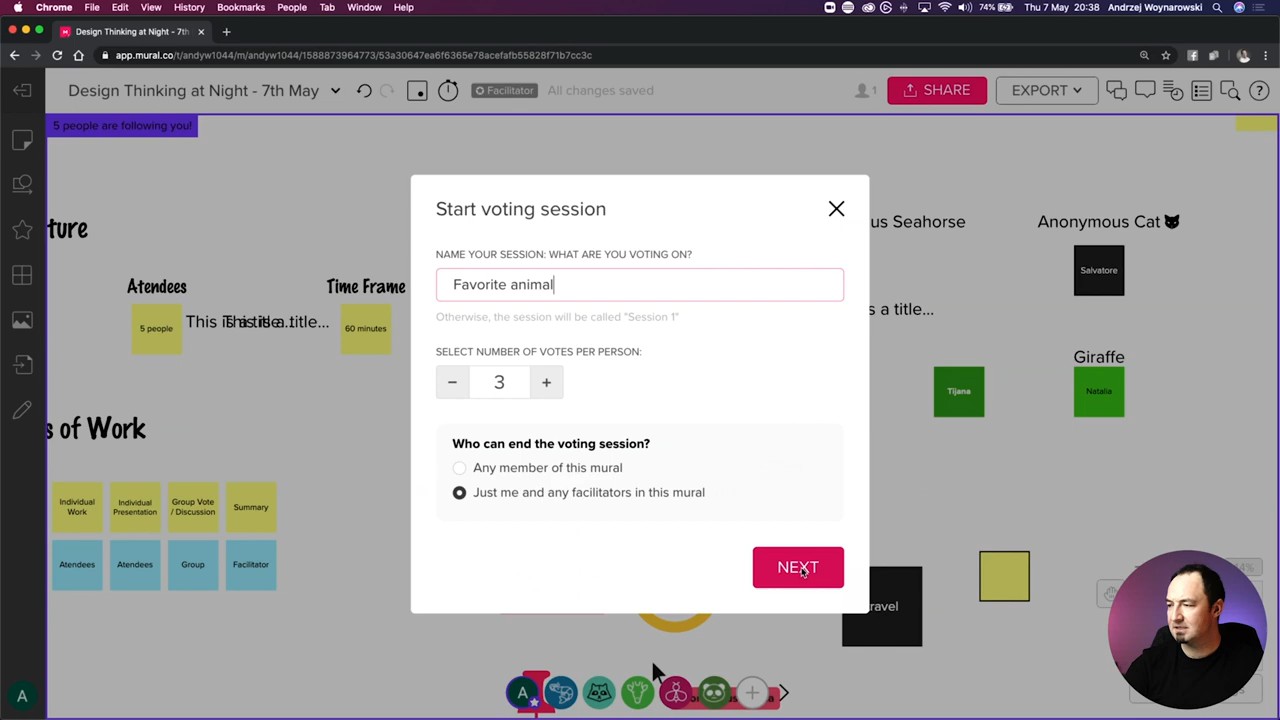 Chrome File Edit View History Bookmarks People Tab Window Help 74% Thu 7 May 20:38 Andrzej Woynarowski
Design Thinking at Night - 7th
app.mural.co/t/andyw1044/m/andyw1044/1588873964773/53a30647ea6f6365e78acefafb55828f71b7cc3c
Design Thinking at Night - 7th May Facilitator All changes saved 1 SHARE EXPORT
5 people are following you!
Start voting session
ture
us Seahorse
Anonymous Cat
NAME YOUR SESSION: WHAT ARE YOU VOTING ON?
Favorite animal
Otherwise, the session will be called "Session 1"
Salvatore
Atendees
Time Frame
5 people
This is a title...
60 minutes
s a title...
SELECT NUMBER OF VOTES PER PERSON:
- 3 +
Giraffe
Tijana
Natalia
s of Work
Who can end the voting session?
Any member of this mural
Just me and any facilitators in this mural
Individual Work
Individual Presentation
Group Vote / Discussion
Summary
Atendees
Atendees
Group
Facilitator
NEXT
ravel
A
A